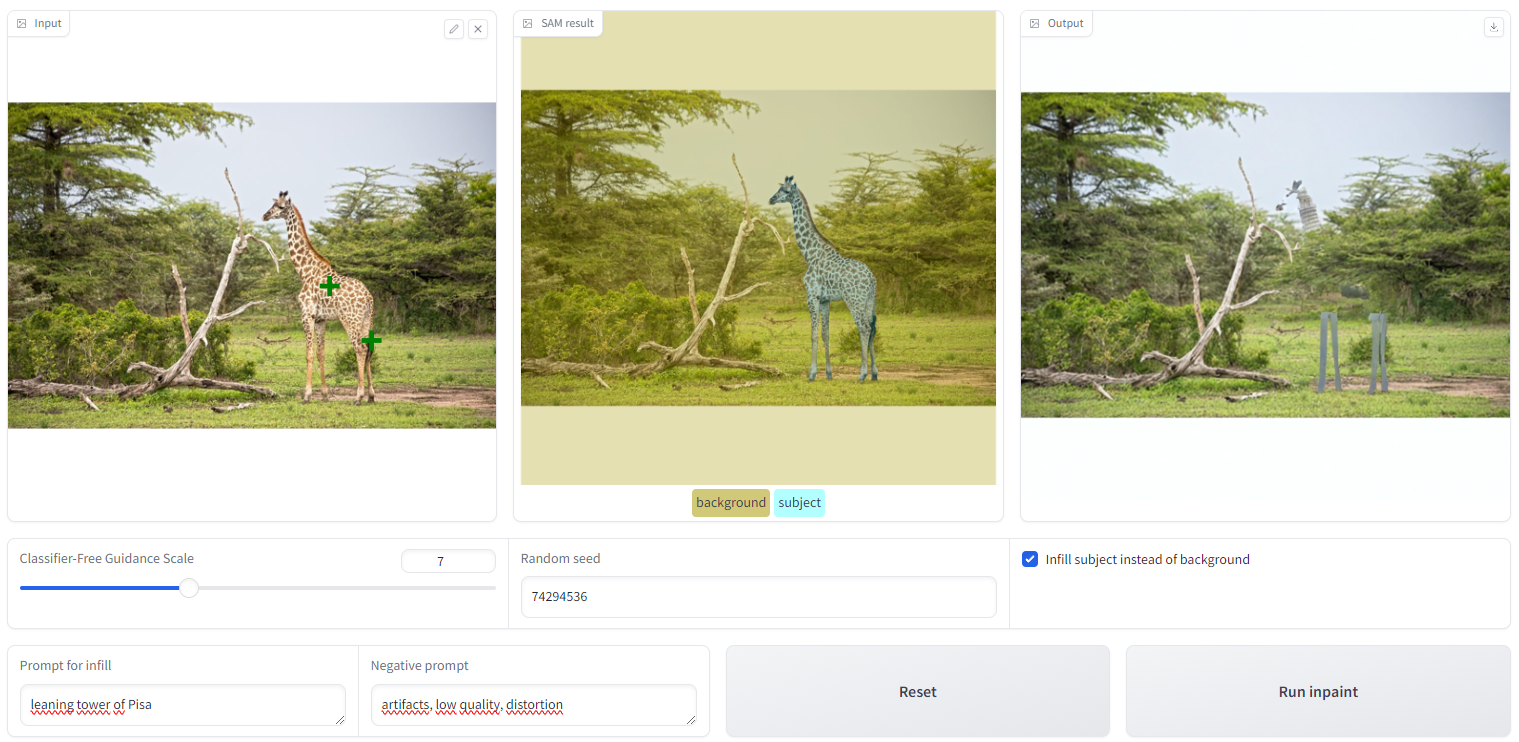 Input
SAM result
Output
background subject
Classifier-Free Guidance Scale
7
Random seed
74294536
Infill subject instead of background
Prompt for infill
leaning tower of Pisa
Negative prompt
artifacts, low quality, distortion
Reset
Run inpaint